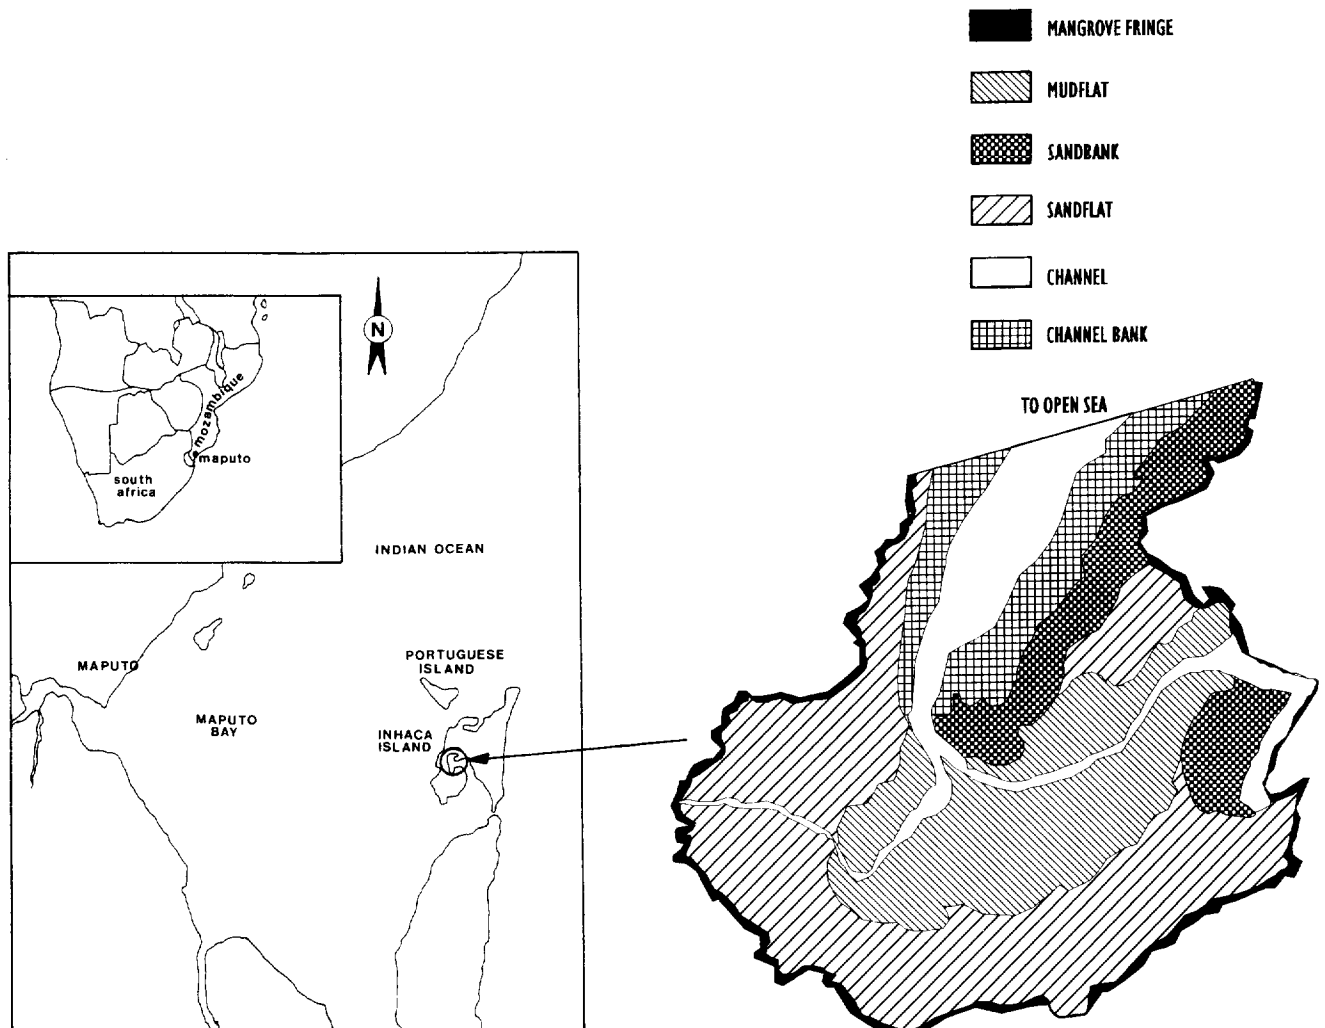 MANGROVE FRINGE
MUDFLAT
SANDBANK
SANDFLAT
CHANNEL
CHANNEL BANK
TO OPEN SEA
N
mozambique
maputo
south
africa
INDIAN OCEAN
MAPUTO
PORTUGUESE
ISLAND
MAPUTO
BAY
INHACA
ISLAND